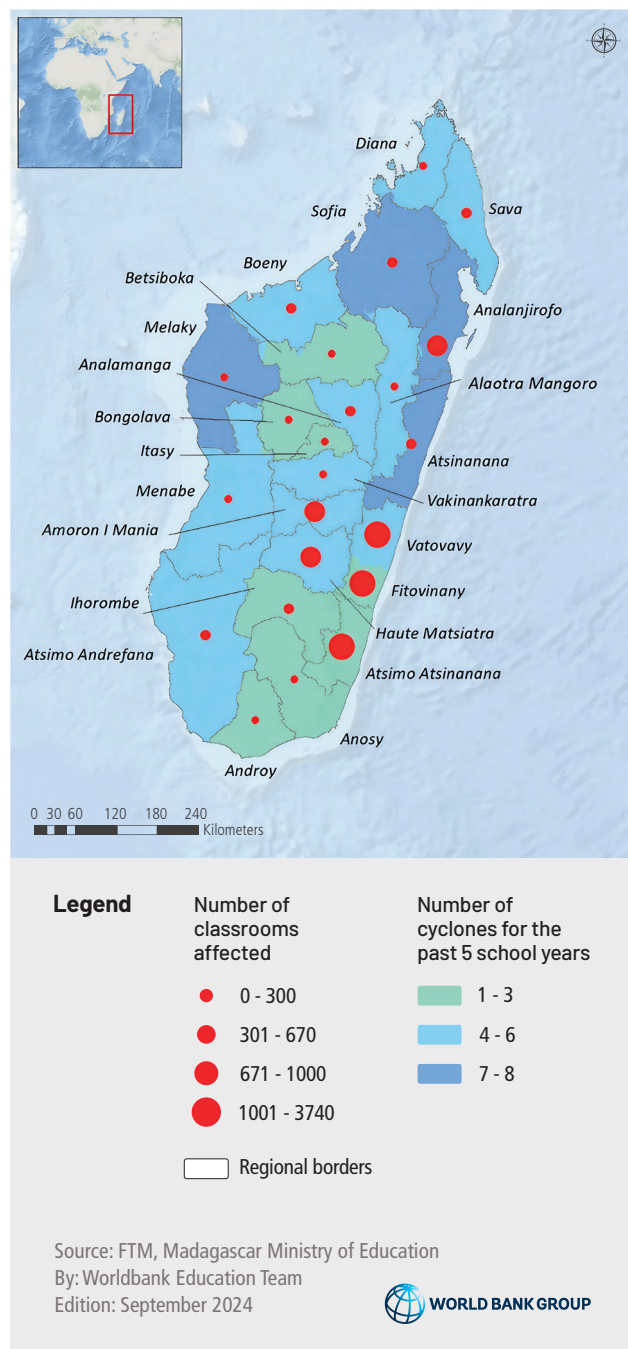 Diana
Sofia
Sava
Boeny
Betsiboka
Analanjirofo
Melaky
Analamanga
Alaotra Mangoro
Bongolava
Itasy
Atsinanana
Menabe
Vakinankaratra
Amoron I Mania
Vatovavy
Fitovinany
Ihorombe
Haute Matsiatra
Atsimo Andrefana
Atsimo Atsinanana
Anosy
Androy
0 30 60 120 180 240
Kilometers
Legend
Number of
classrooms
affected
0 - 300
301 - 670
671 - 1000
1001 - 3740
Number of
cyclones for the
past 5 school years
1 - 3
4 - 6
7 - 8
Regional borders
Source: FTM, Madagascar Ministry of Education
By: Worldbank Education Team
Edition: September 2024
WORLD BANK GROUP